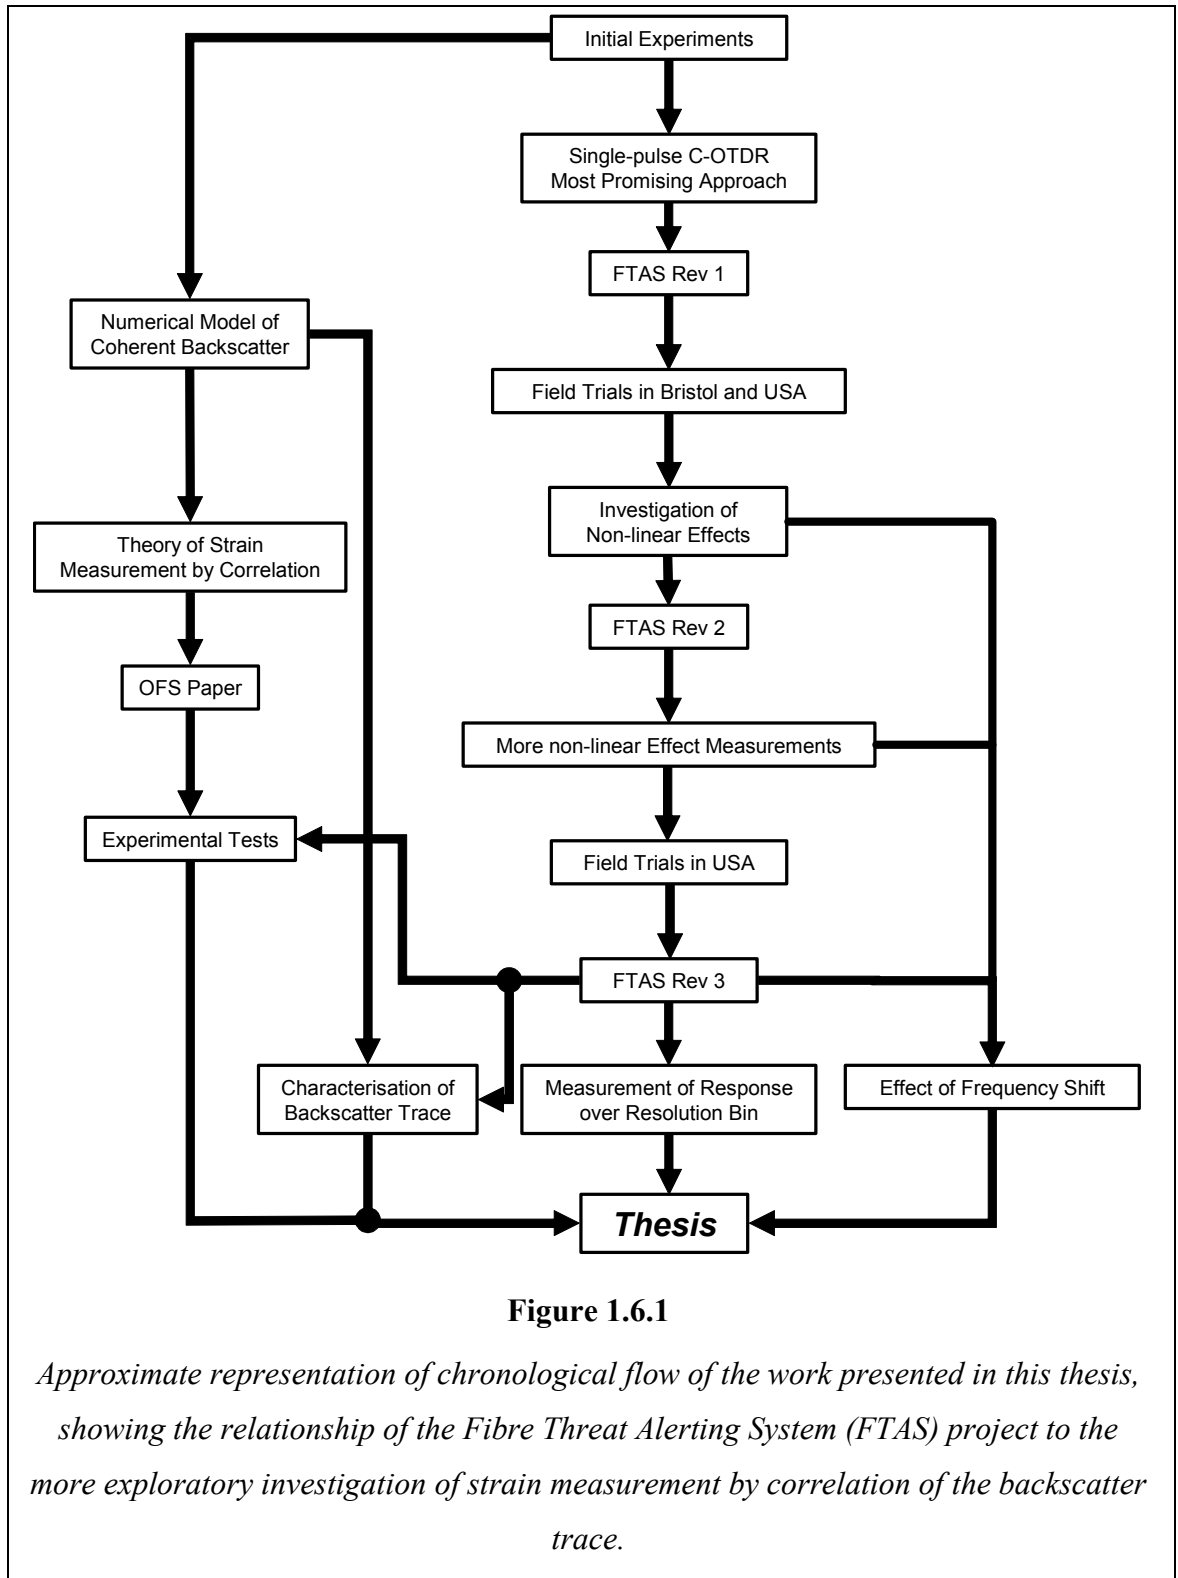 Initial Experiments
Single-pulse C-OTDR
Most Promising Approach
FTAS Rev 1
Numerical Model of
Coherent Backscatter
Field Trials in Bristol and USA
Investigation of
Non-linear Effects
Theory of Strain
Measurement by Correlation
FTAS Rev 2
OFS Paper
More non-linear Effect Measurements
Experimental Tests
Field Trials in USA
FTAS Rev 3
Characterisation of
Backscatter Trace
Measurement of Response
over Resolution Bin
Effect of Frequency Shift
Thesis
Figure 1.6.1
Approximate representation of chronological flow of the work presented in this thesis,
showing the relationship of the Fibre Threat Alerting System (FTAS) project to the
more exploratory investigation of strain measurement by correlation of the backscatter
trace.